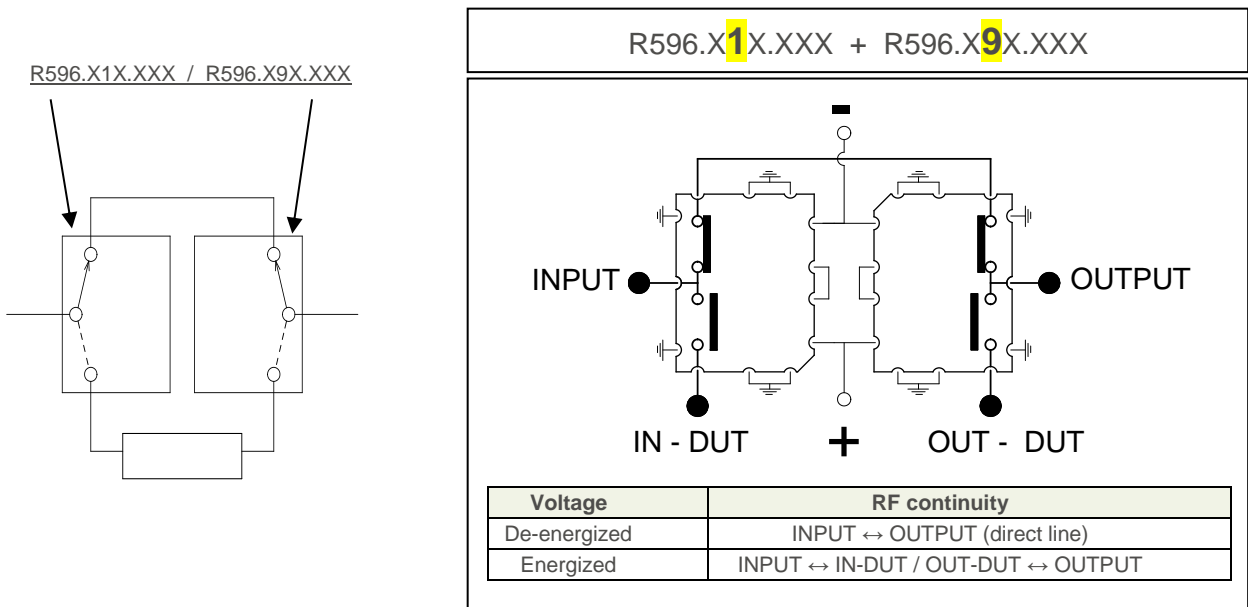 R596.X1X.XXX / R596.X9X.XXX
R596.X1X.XXX + R596.X9X.XXX
-
INPUT
OUTPUT
IN - DUT
+
OUT - DUT
Voltage RF continuity
De-energized INPUT ↔ OUTPUT (direct line)
Energized INPUT ↔ IN-DUT / OUT-DUT ↔ OUTPUT